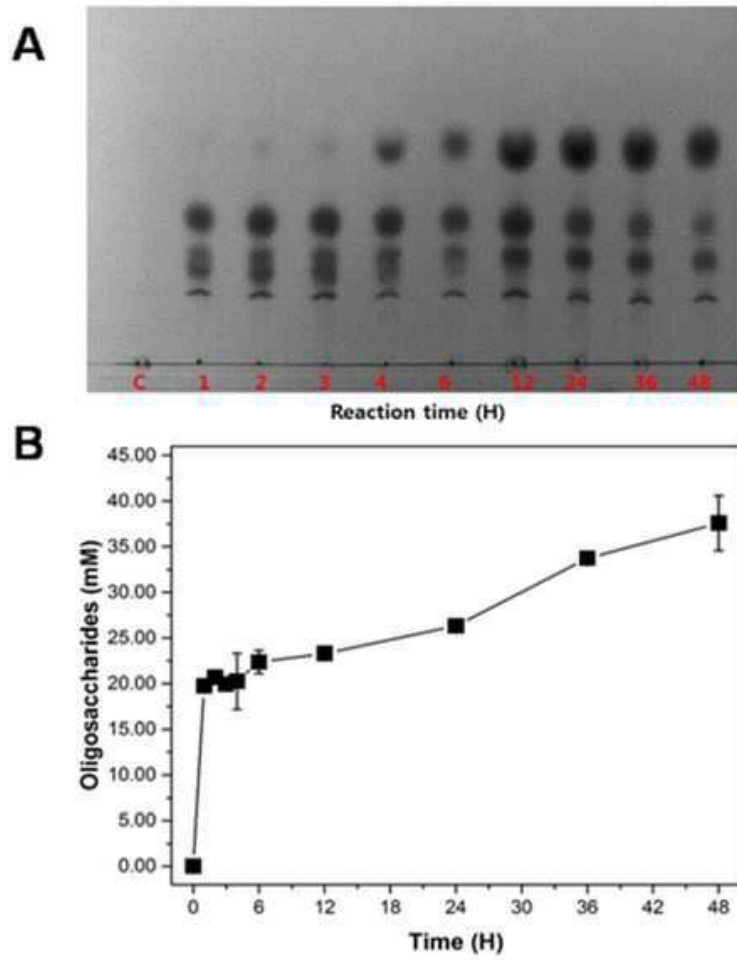 A
C 1 2 3 4 6 12 24 36 48
Reaction time (H)
B
45.00
40.00
35.00
30.00
25.00
20.00
15.00
10.00
5.00
0.00
Oligosaccharides (mM)
0 6 12 18 24 30 36 42 48
Time (H)